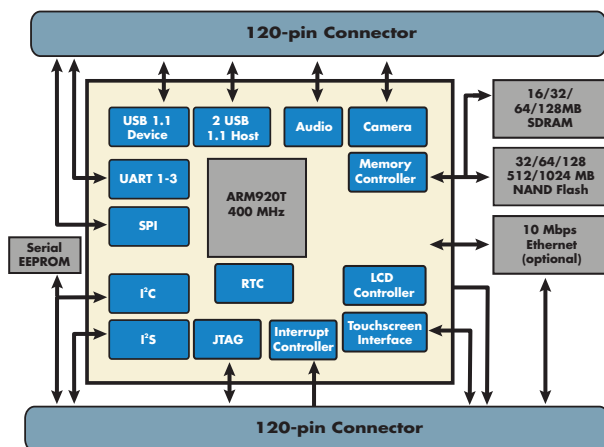 120-pin Connector
USB 1.1
Device
2 USB
1.1 Host
Audio
Camera
16/32/
64/128MB
SDRAM
UART 1-3
ARM920T
400 MHz
Memory
Controller
32/64/128
512/1024 MB
NAND Flash
SPI
10 Mbps
Ethernet
(optional)
Serial
EEPROM
I²C
RTC
LCD
Controller
I²S
JTAG
Interrupt
Controller
Touchscreen
Interface
120-pin Connector